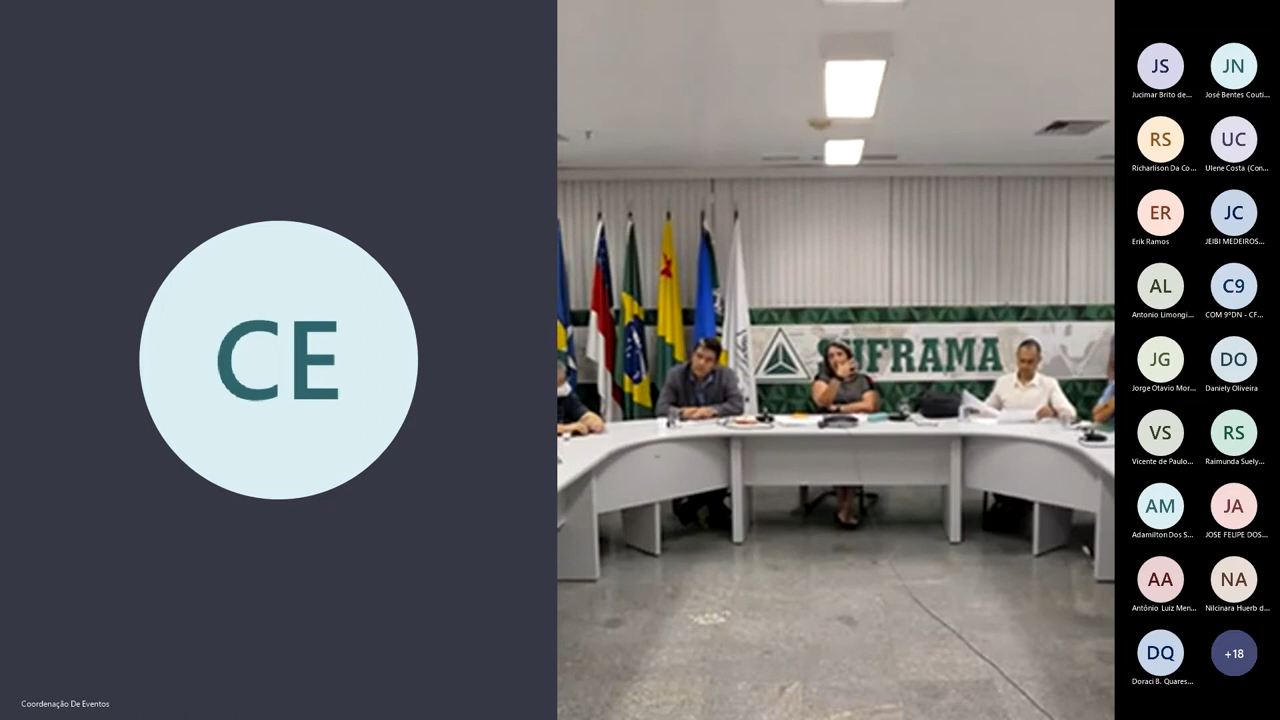 CE
Coordenação De Eventos
SUFRAMA
JS
JN
Jucimar Brito de...
José Bentes Couti...
RS
UC
Richarlison Da Co...
Ulene Costa (Con...
ER
JC
Erik Ramos
JEIBI MEDEIROS...
AL
C9
Antonio Limongi...
COM 9ºDN - CF...
JG
DO
Jorge Otavio Mor...
Daniely Oliveira
VS
RS
Vicente de Paulo...
Raimunda Suely...
AM
JA
Adamilton Dos S...
JOSE FELIPE DOS...
AA
NA
Antônio Luiz Men...
Nilcinara Huerb d...
DQ
+18
Doraci B. Quares...